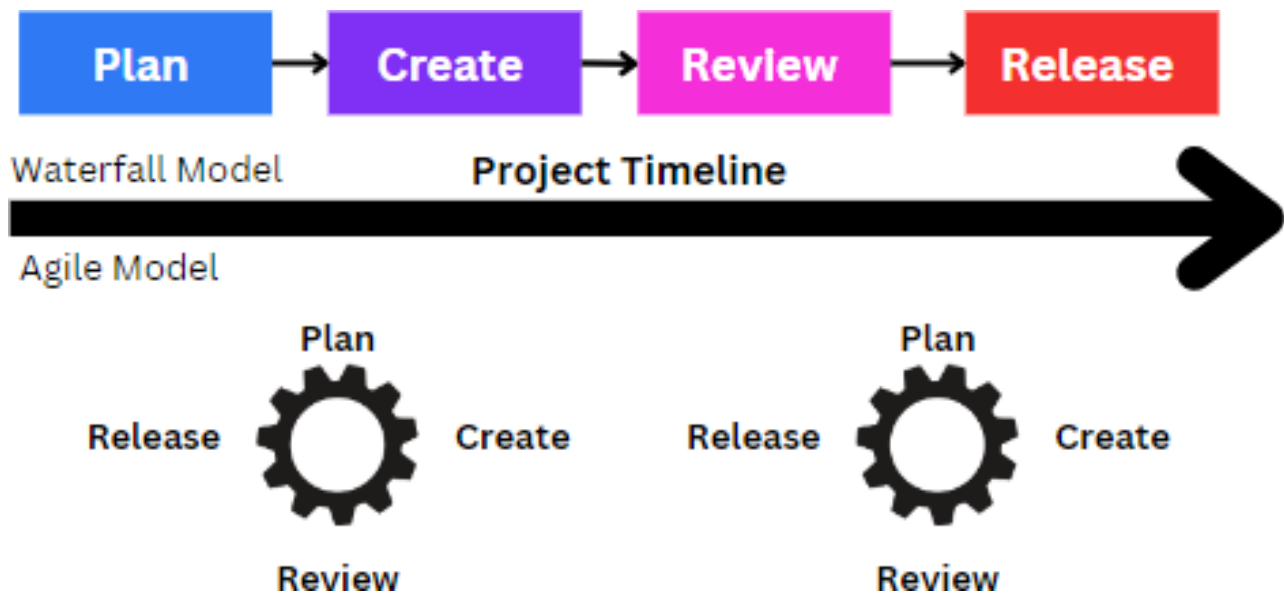 Plan Create Review Release
Waterfall Model Project Timeline
Agile Model
Plan Plan
Release Create Release Create
Review Review